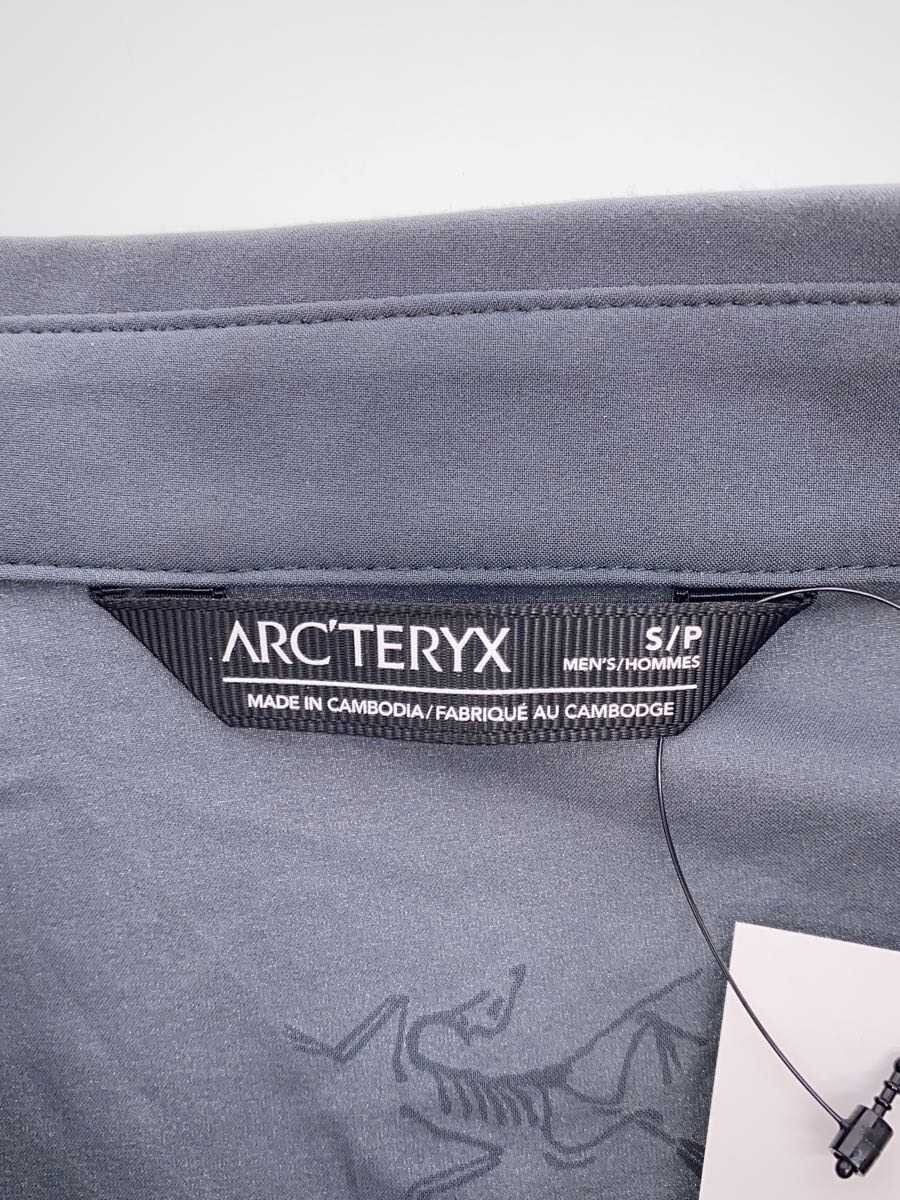 ARC'TERYX
S/P
MEN'S/HOMMES
MADE IN CAMBODIA/FABRIQUÉ AU CAMBODGE